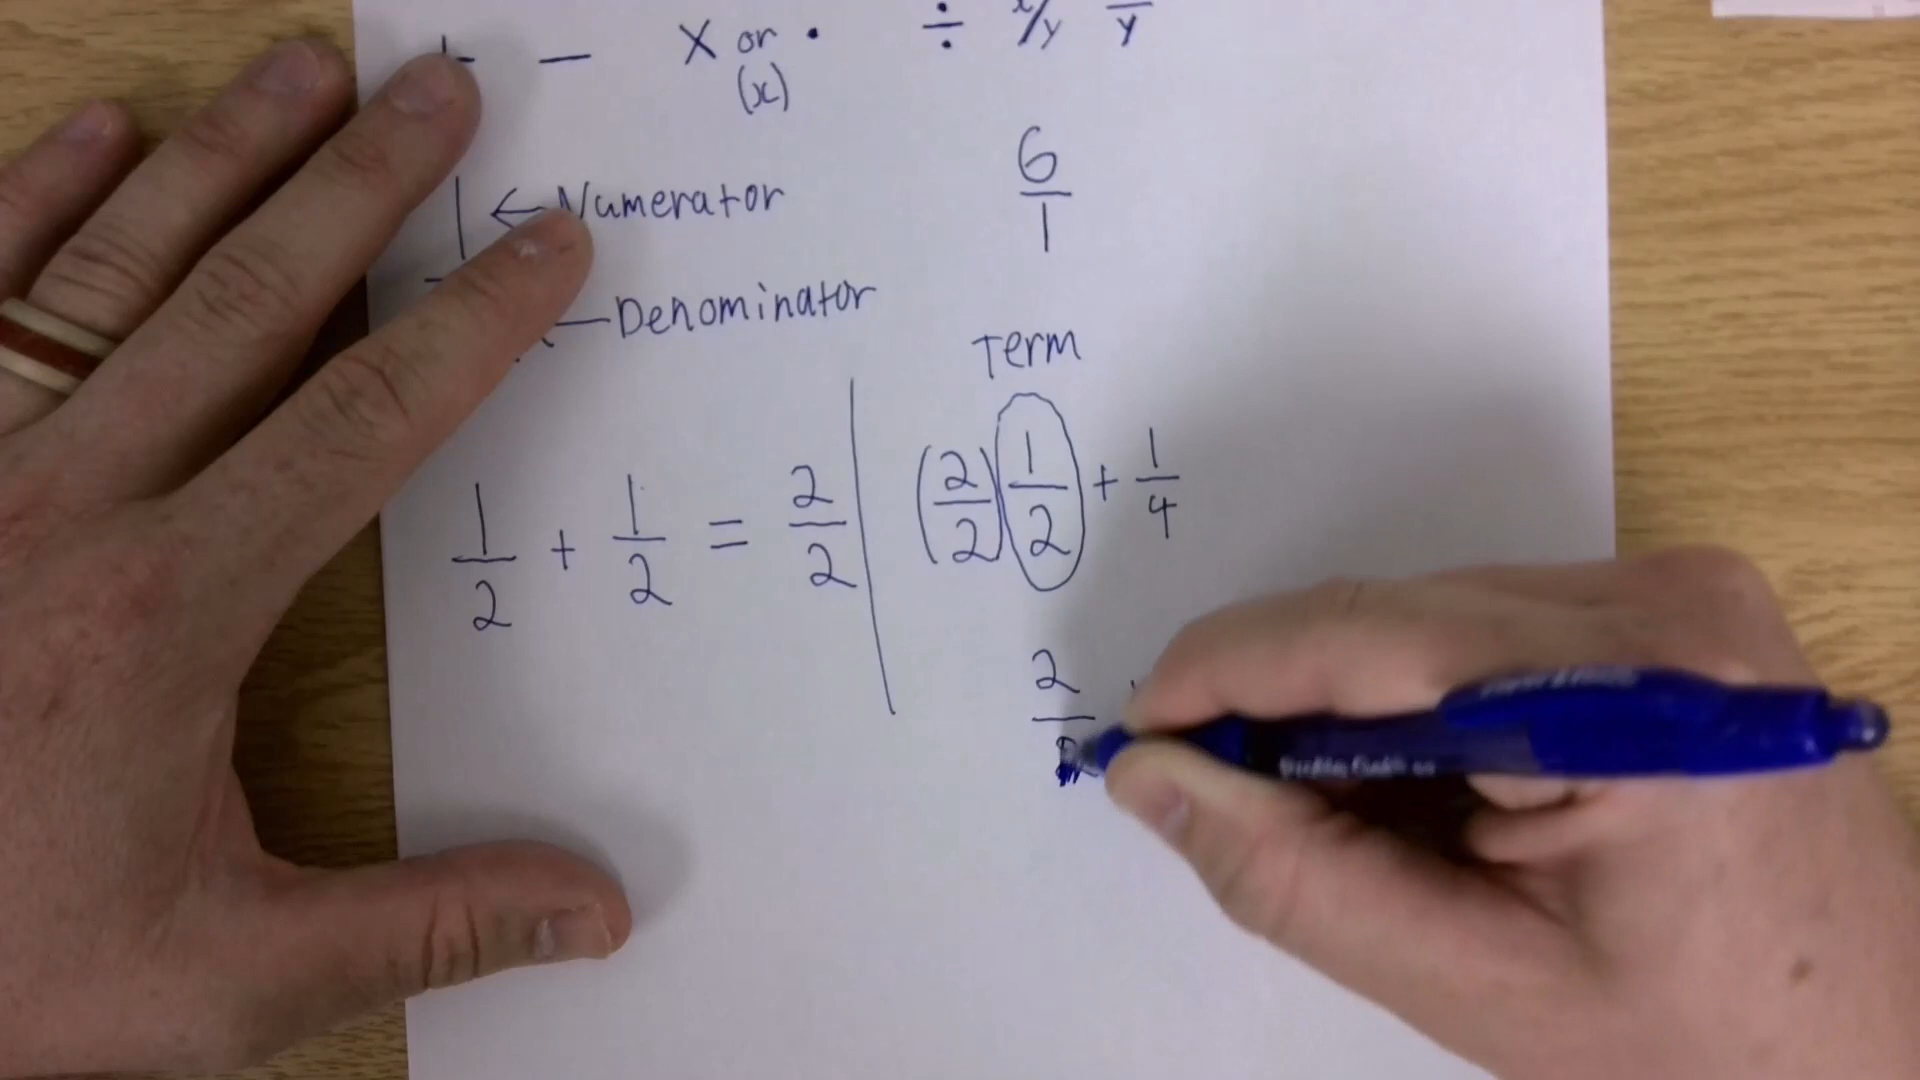 + − X or • ÷ x/y — y
(x)
6
—
1
1 ← Numerator
← Denominator
Term
1/2 + 1/2 = 2/2 | (2/2) 1/2 + 1/4
2
—